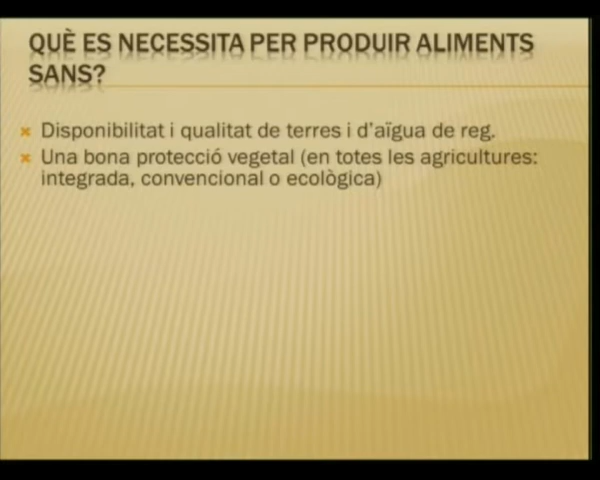 QUÈ ES NECESSITA PER PRODUIR ALIMENTS
SANS?
Disponibilitat i qualitat de terres i d'aïgua de reg.
Una bona protecció vegetal (en totes les agricultures:
integrada, convencional o ecològica)